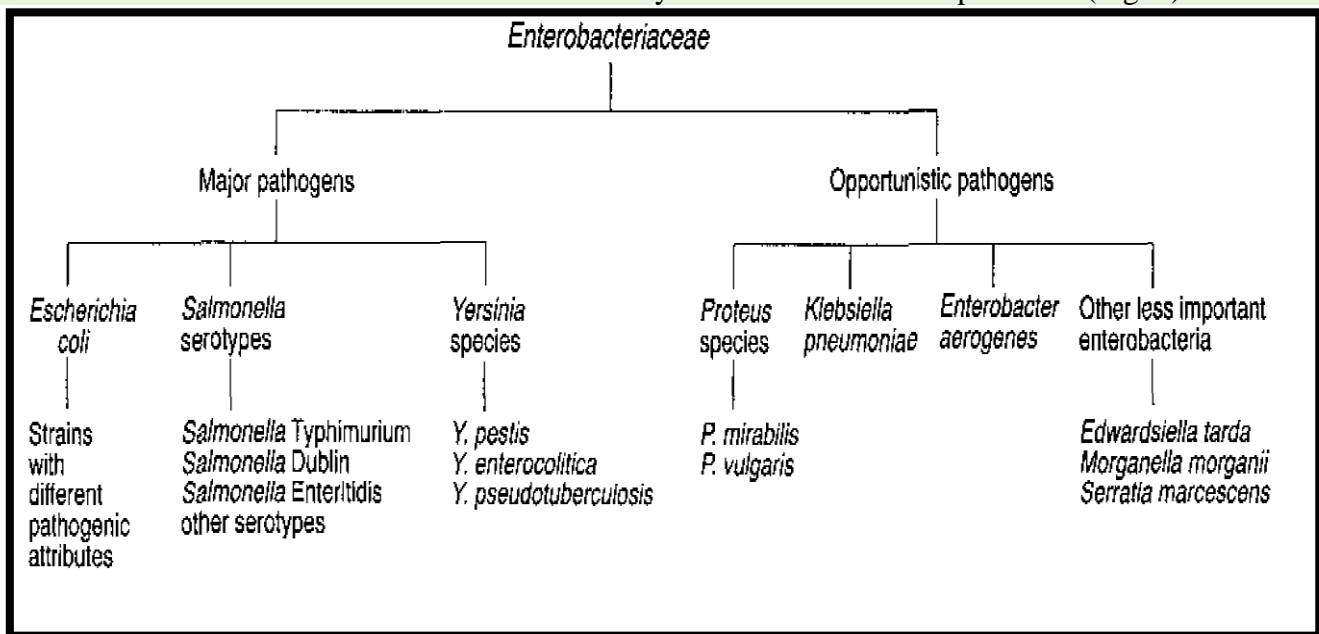 Enterobacteriaceae
Major pathogens
Opportunistic pathogens
Escherichia
coli
Salmonella
serotypes
Yersinia
species
Proteus
species
Klebsiella
pneumoniae
Enterobacter
aerogenes
Other less important
enterobacteria
Strains
with
different
pathogenic
attributes
Salmonella Typhimurium
Salmonella Dublin
Salmonella Enteritidis
other serotypes
Y. pestis
Y. enterocolitica
Y. pseudotuberculosis
P. mirabilis
P. vulgaris
Edwardsiella tarda
Morganella morganii
Serratia marcescens